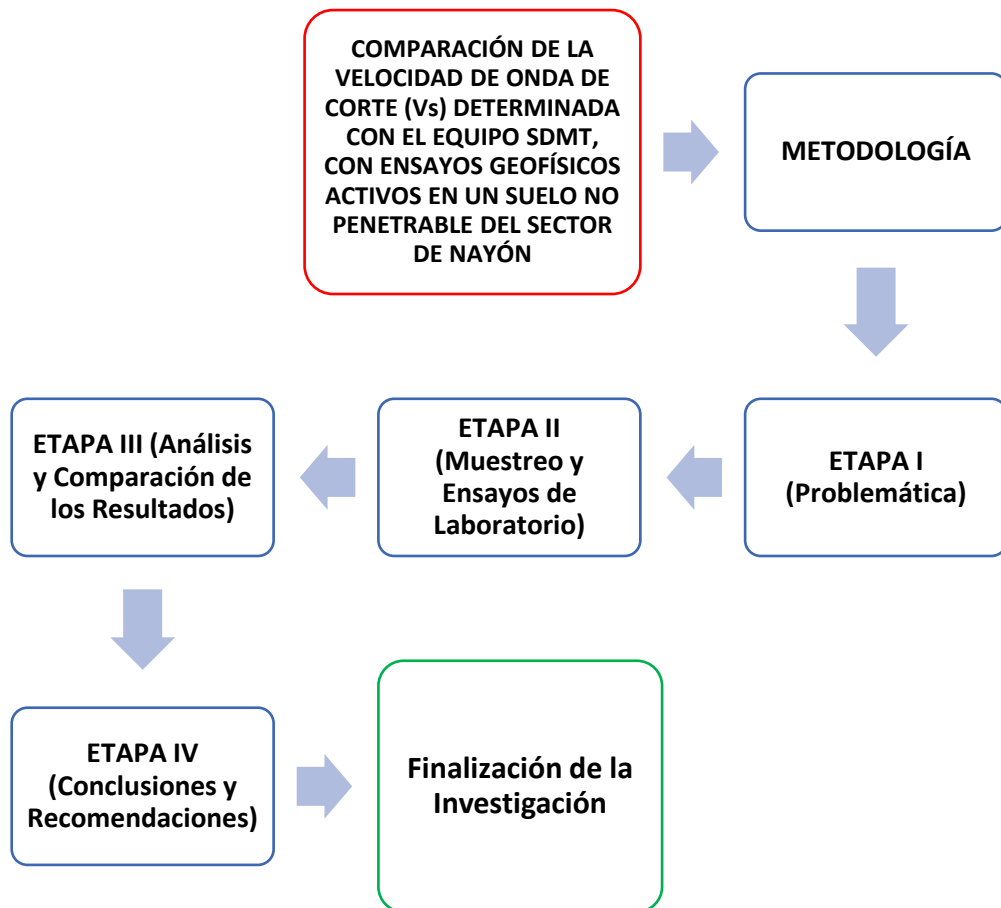 COMPARACIÓN DE LA
VELOCIDAD DE ONDA DE
CORTE (Vs) DETERMINADA
CON EL EQUIPO SDMT,
CON ENSAYOS GEOFÍSICOS
ACTIVOS EN UN SUELO NO
PENETRABLE DEL SECTOR
DE NAYÓN
METODOLOGÍA
ETAPA I
(Problemática)
ETAPA II
(Muestreo y
Ensayos de
Laboratorio)
ETAPA III (Análisis
y Comparación de
los Resultados)
ETAPA IV
(Conclusiones y
Recomendaciones)
Finalización de la
Investigación